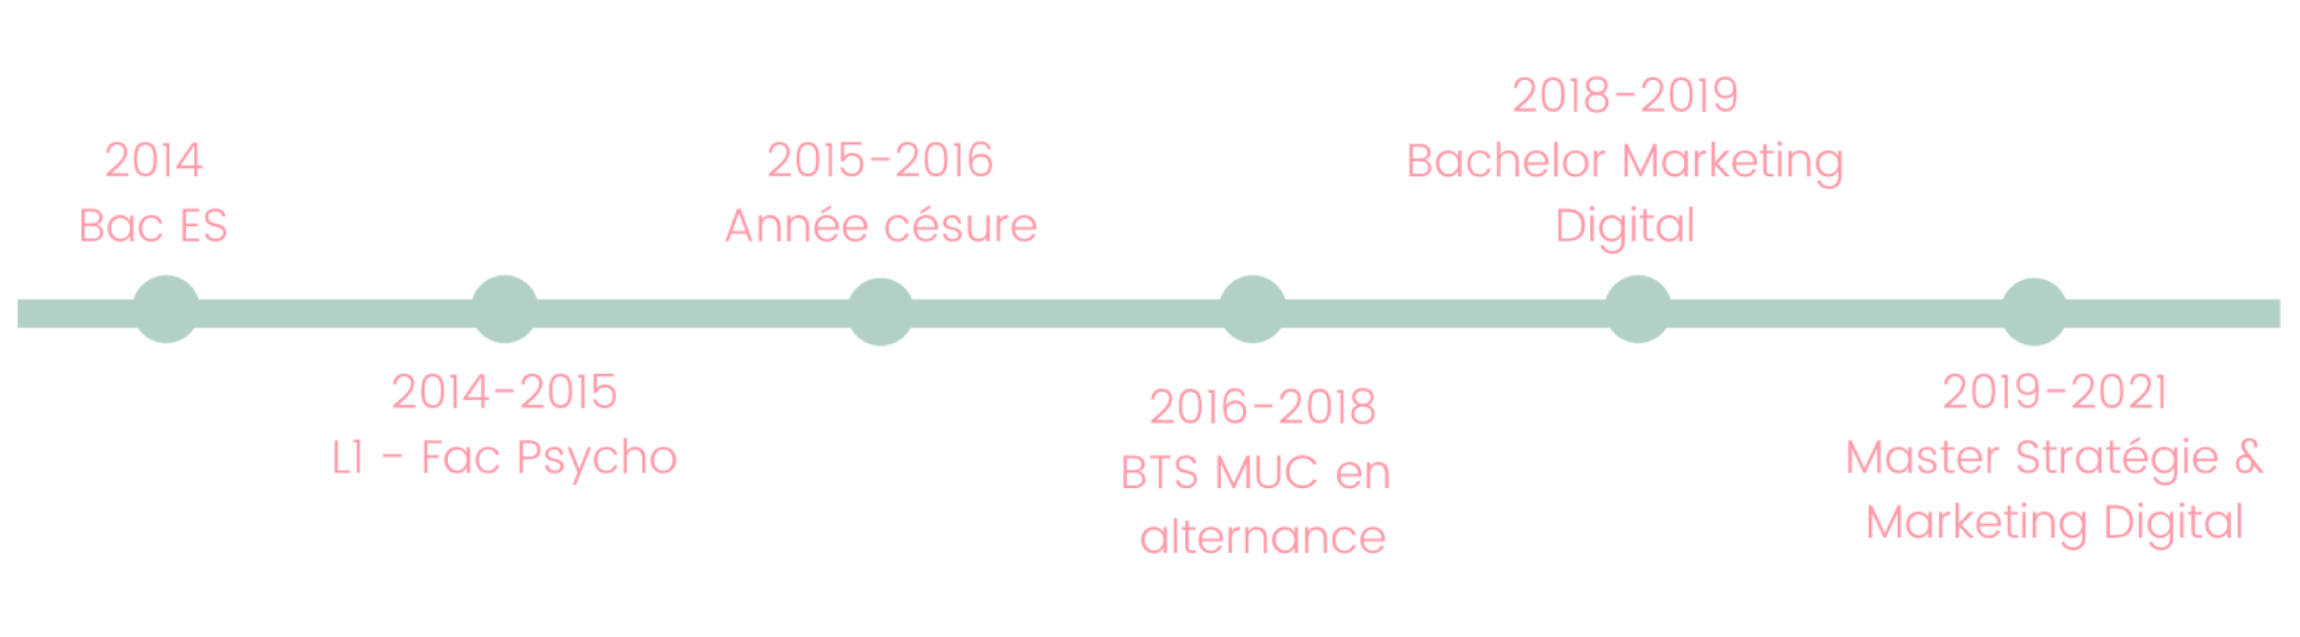 2014
Bac ES
2014-2015
L1 - Fac Psycho
2015-2016
Année césure
2016-2018
BTS MUC en
alternance
2018-2019
Bachelor Marketing
Digital
2019-2021
Master Stratégie &
Marketing Digital